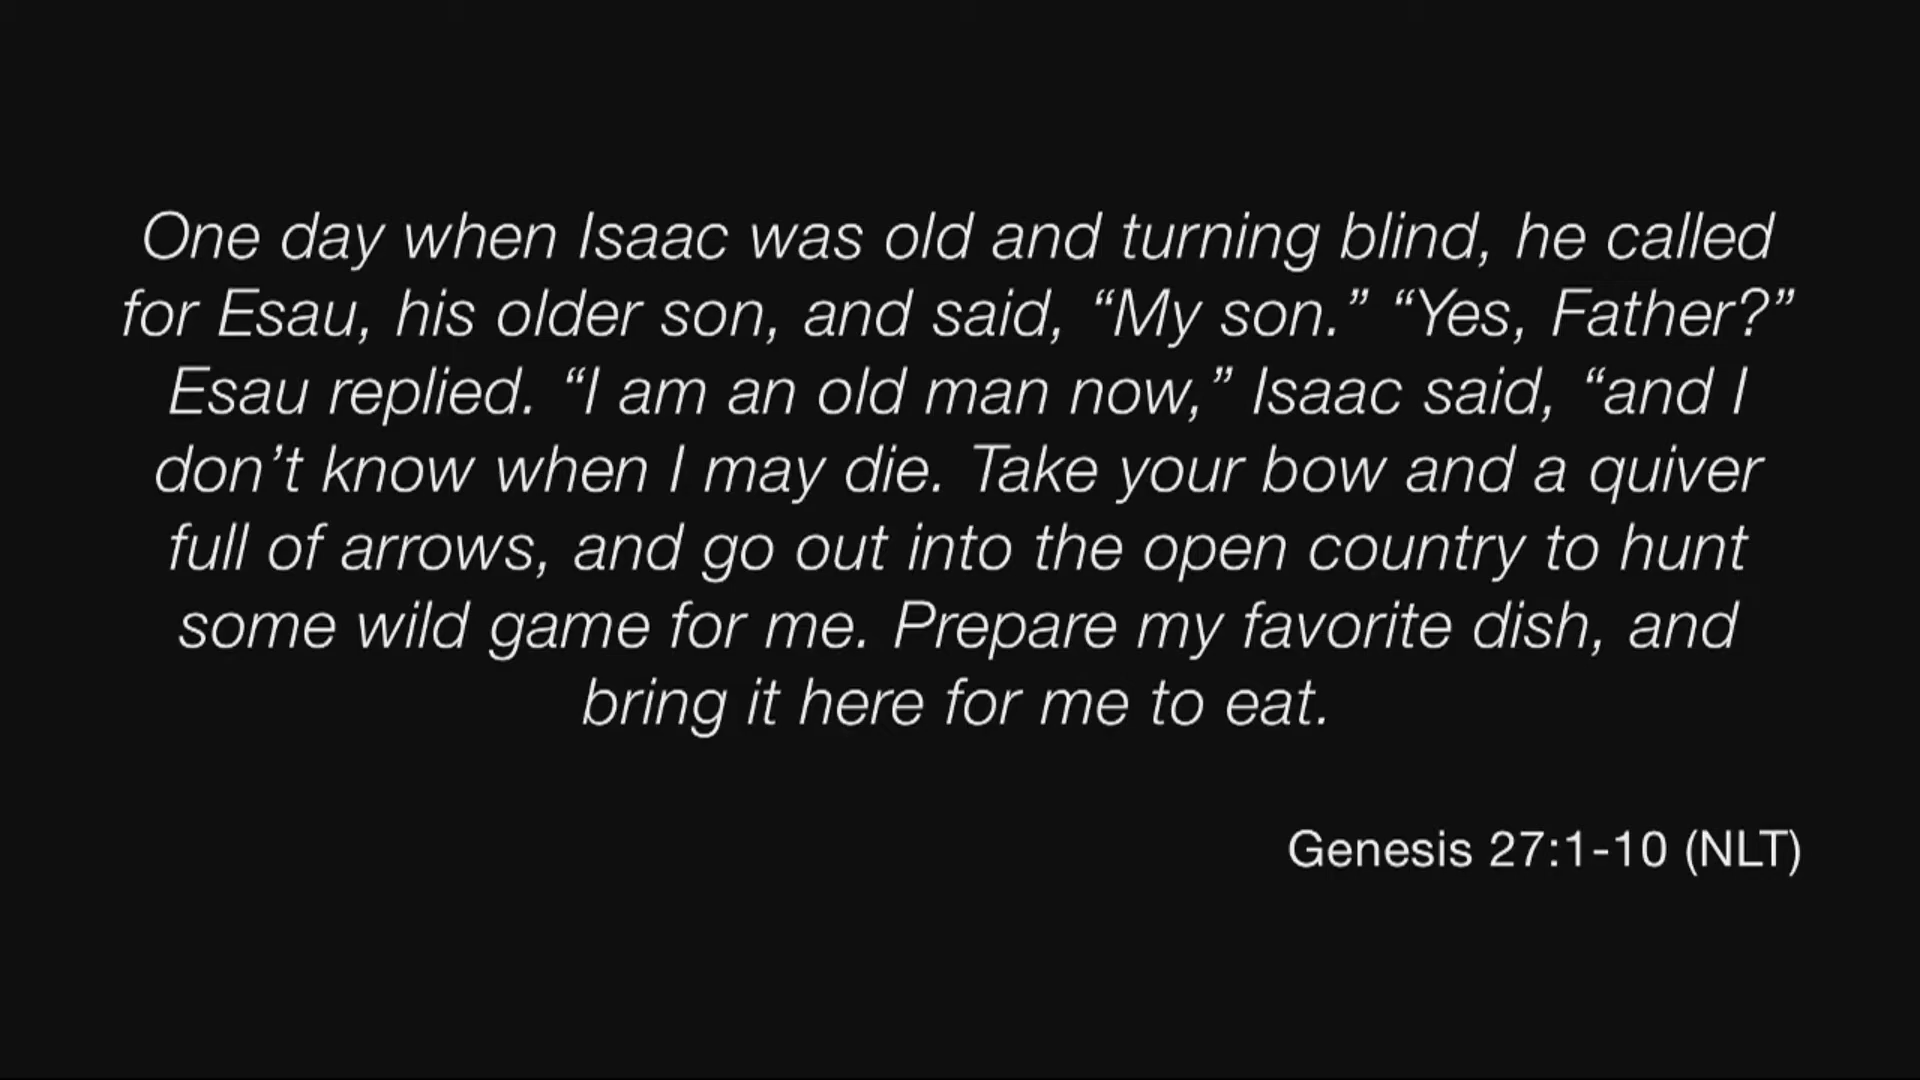 One day when Isaac was old and turning blind, he called
for Esau, his older son, and said, “My son.” “Yes, Father?”
Esau replied. “I am an old man now,” Isaac said, “and I
don’t know when I may die. Take your bow and a quiver
full of arrows, and go out into the open country to hunt
some wild game for me. Prepare my favorite dish, and
bring it here for me to eat.
Genesis 27:1-10 (NLT)